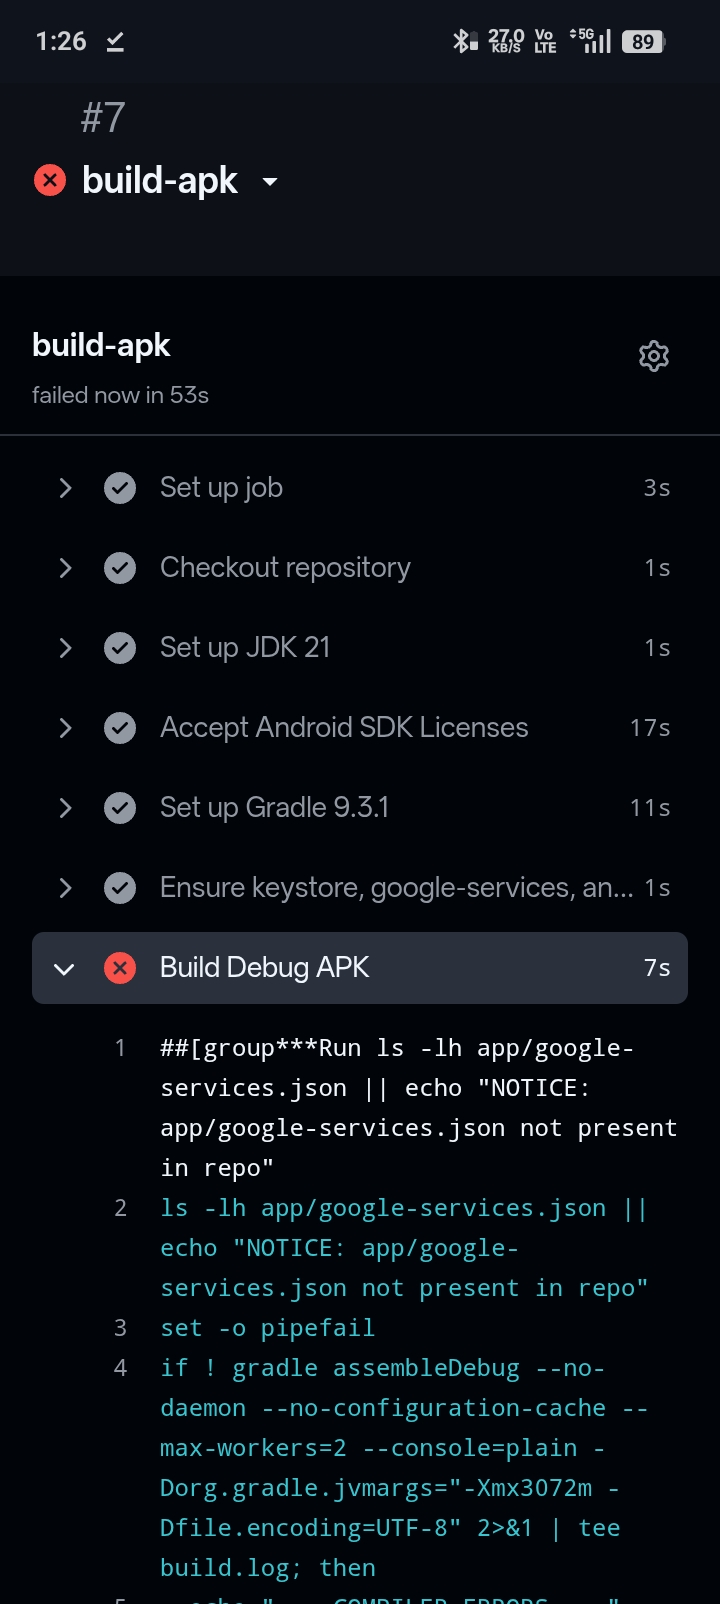 1:26
27.0 KB/S
Vo LTE
5G
89
#7
build-apk
build-apk
failed now in 53s
Set up job 3s
Checkout repository 1s
Set up JDK 21 1s
Accept Android SDK Licenses 17s
Set up Gradle 9.3.1 11s
Ensure keystore, google-services, an... 1s
Build Debug APK 7s
1 ##[group***Run ls -lh app/google-
services.json || echo "NOTICE:
app/google-services.json not present
in repo"
2 ls -lh app/google-services.json ||
echo "NOTICE: app/google-
services.json not present in repo"
3 set -o pipefail
4 if ! gradle assembleDebug --no-
daemon --no-configuration-cache --
max-workers=2 --console=plain -
Dorg.gradle.jvmargs="-Xmx3072m -
Dfile.encoding=UTF-8" 2>&1 | tee
build.log; then